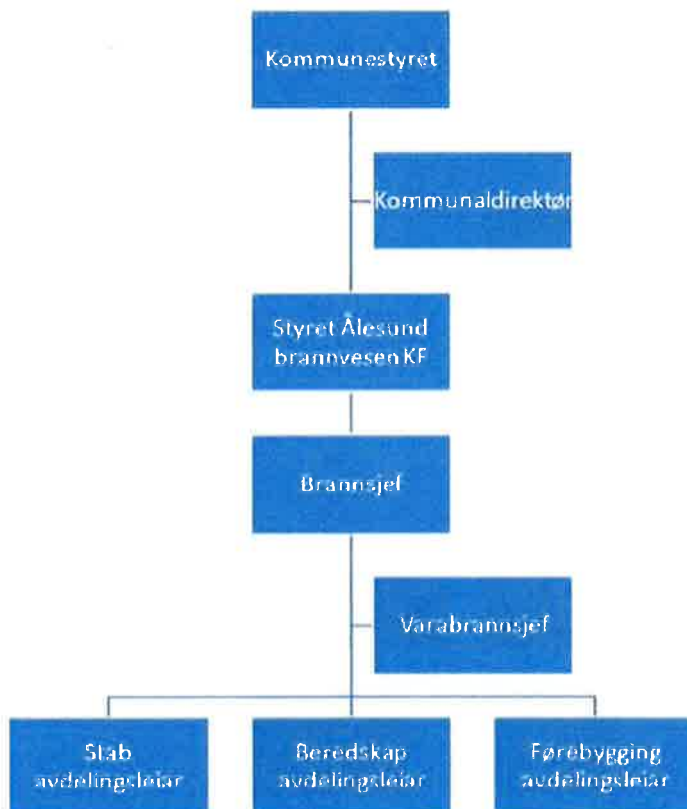 Kommunestyret
Kommunaldirektør
Styret Ålesund
brannvesen KF
Brannsjef
Varabrannsjef
Stab
avdelingsleiar
Beredskap
avdelingsleiar
Førebygging
avdelingsleiar